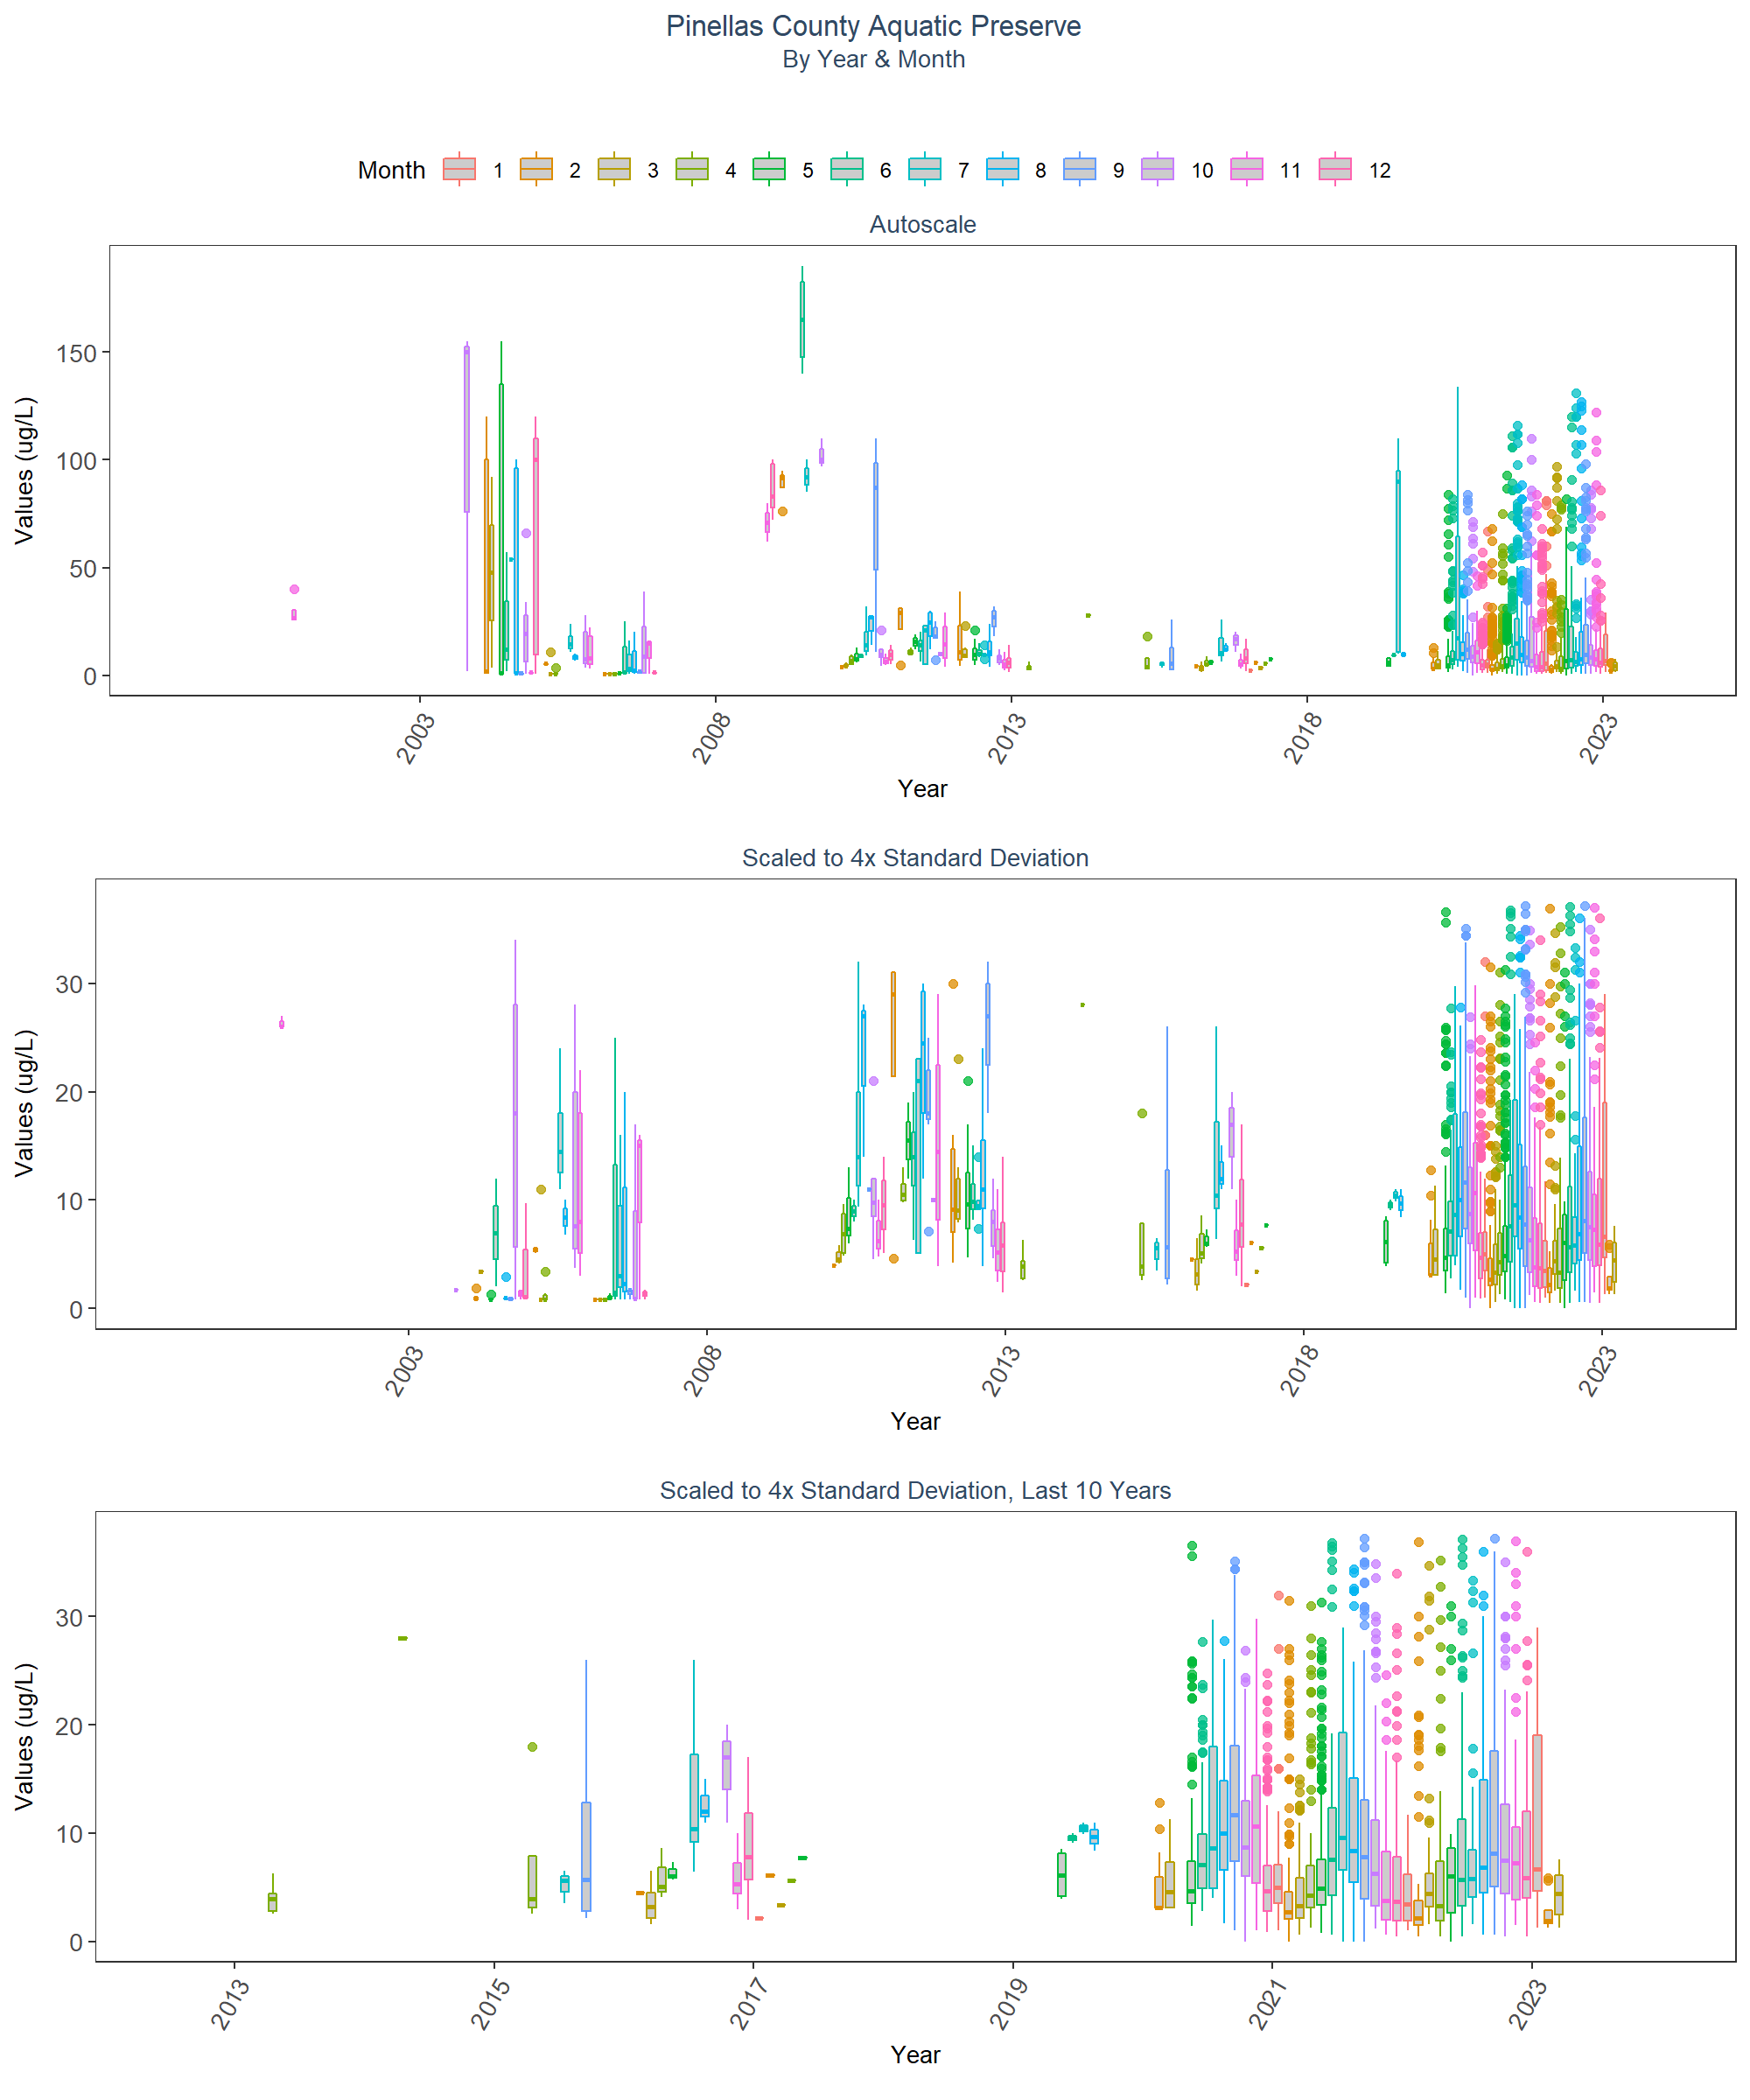 Pinellas County Aquatic Preserve
By Year & Month
Month 1 2 3 4 5 6 7 8 9 10 11 12
Autoscale
Values (ug/L)
150
100
50
0
2003 2008 2013 2018 2023
Year
Scaled to 4x Standard Deviation
Values (ug/L)
30
20
10
0
2003 2008 2013 2018 2023
Year
Scaled to 4x Standard Deviation, Last 10 Years
Values (ug/L)
30
20
10
0
2013 2015 2017 2019 2021 2023
Year